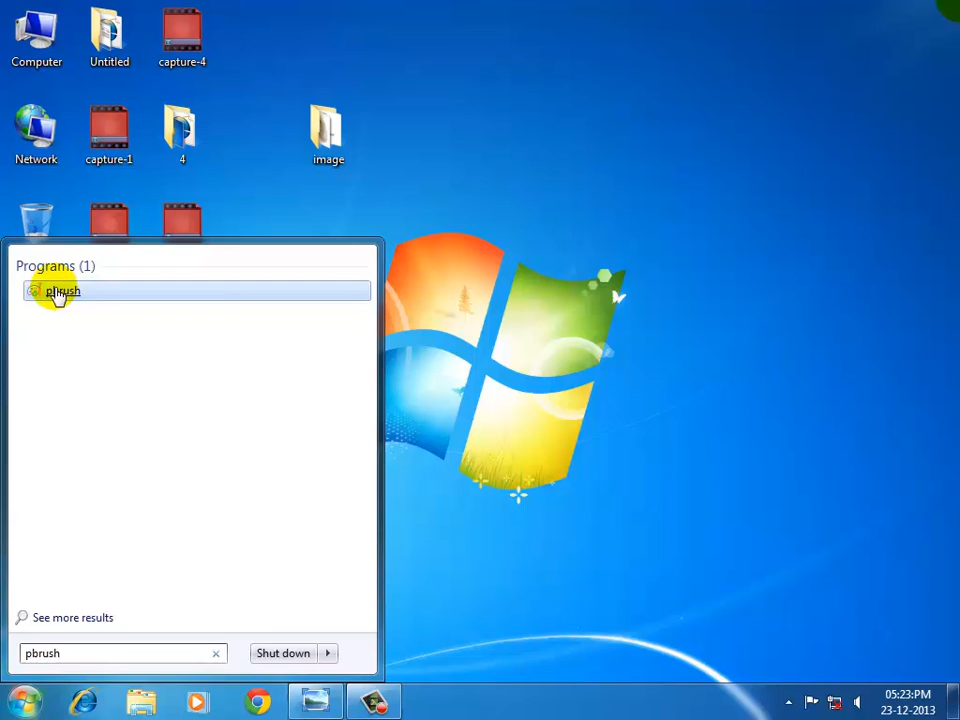 Computer
Untitled
capture-4
Network
capture-1
4
image
Programs (1)
pbrush
See more results
pbrush
Shut down
05:23:PM
23-12-2013